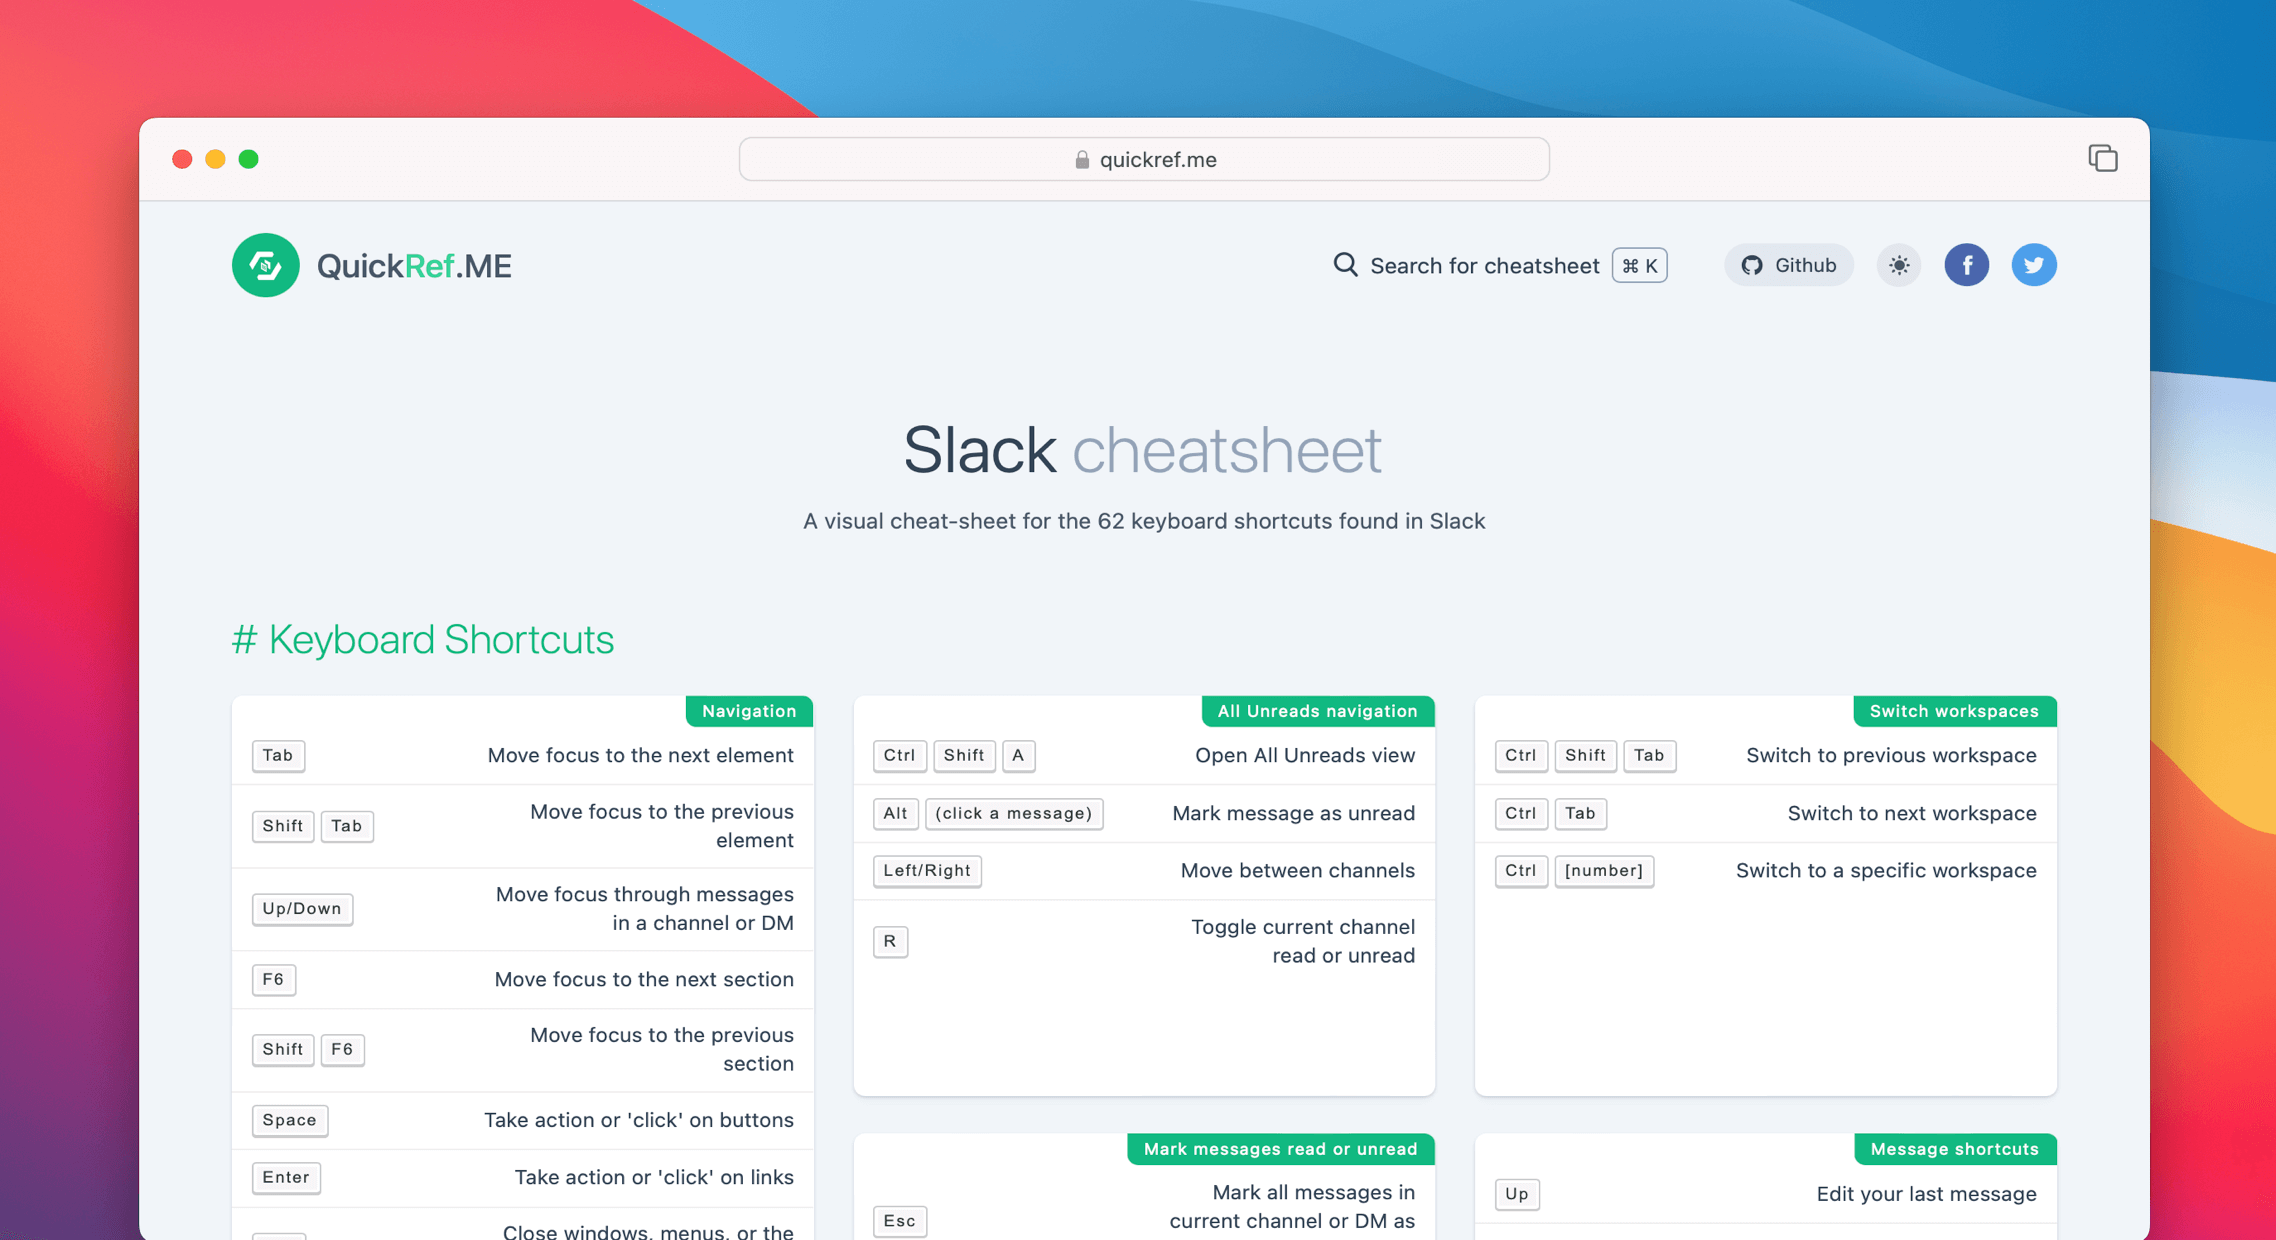 quickref.me
QuickRef.ME
Search for cheatsheet ⌘ K
Github
Slack cheatsheet
A visual cheat-sheet for the 62 keyboard shortcuts found in Slack
# Keyboard Shortcuts
Navigation
Tab Move focus to the next element
Shift Tab Move focus to the previous
element
Up/Down Move focus through messages
in a channel or DM
F6 Move focus to the next section
Shift F6 Move focus to the previous
section
Space Take action or 'click' on buttons
Enter Take action or 'click' on links
Close windows, menus, or the
All Unreads navigation
Ctrl Shift A Open All Unreads view
Alt (click a message) Mark message as unread
Left/Right Move between channels
R Toggle current channel
read or unread
Switch workspaces
Ctrl Shift Tab Switch to previous workspace
Ctrl Tab Switch to next workspace
Ctrl [number] Switch to a specific workspace
Mark messages read or unread
Esc Mark all messages in
current channel or DM as
Message shortcuts
Up Edit your last message